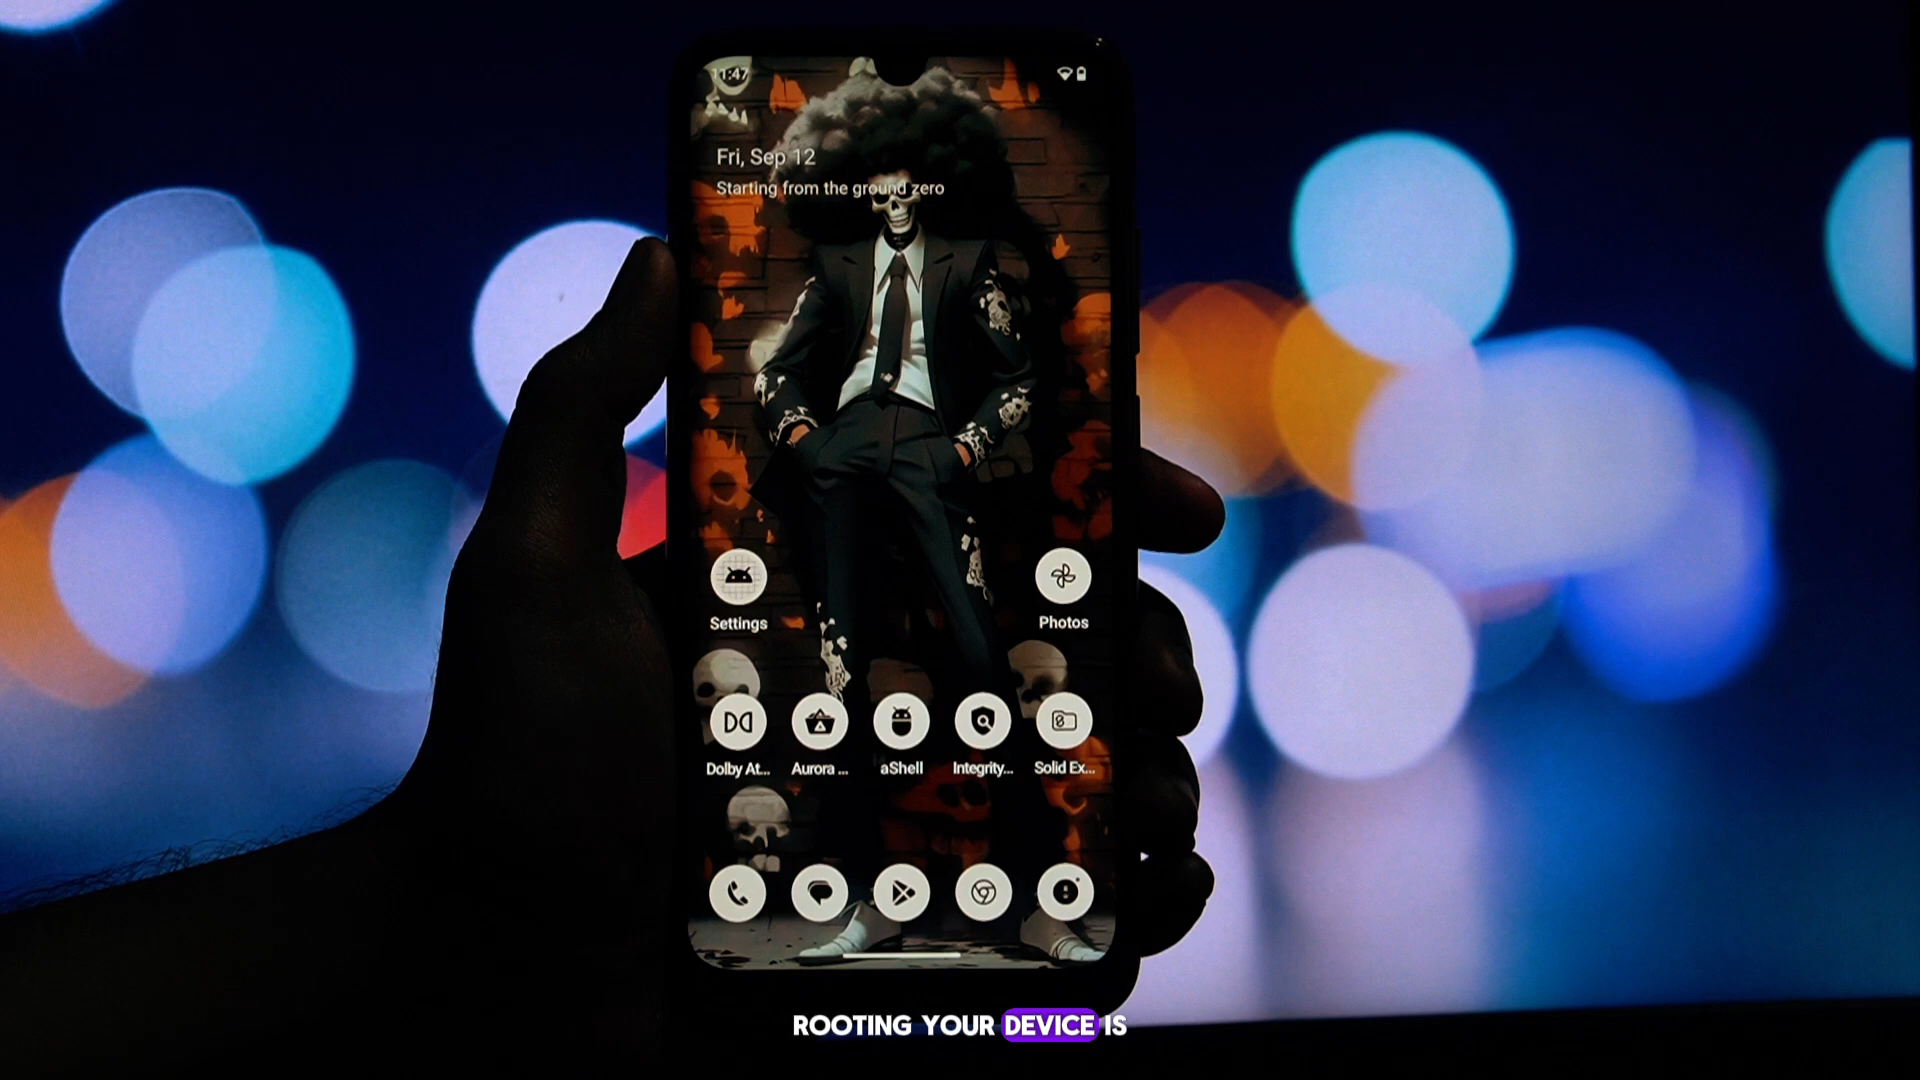 11:47
Fri, Sep 12
Starting from the ground zero
Settings
Photos
Dolby At...
Aurora ...
aShell
Integrity...
Solid Ex...
ROOTING YOUR DEVICE IS